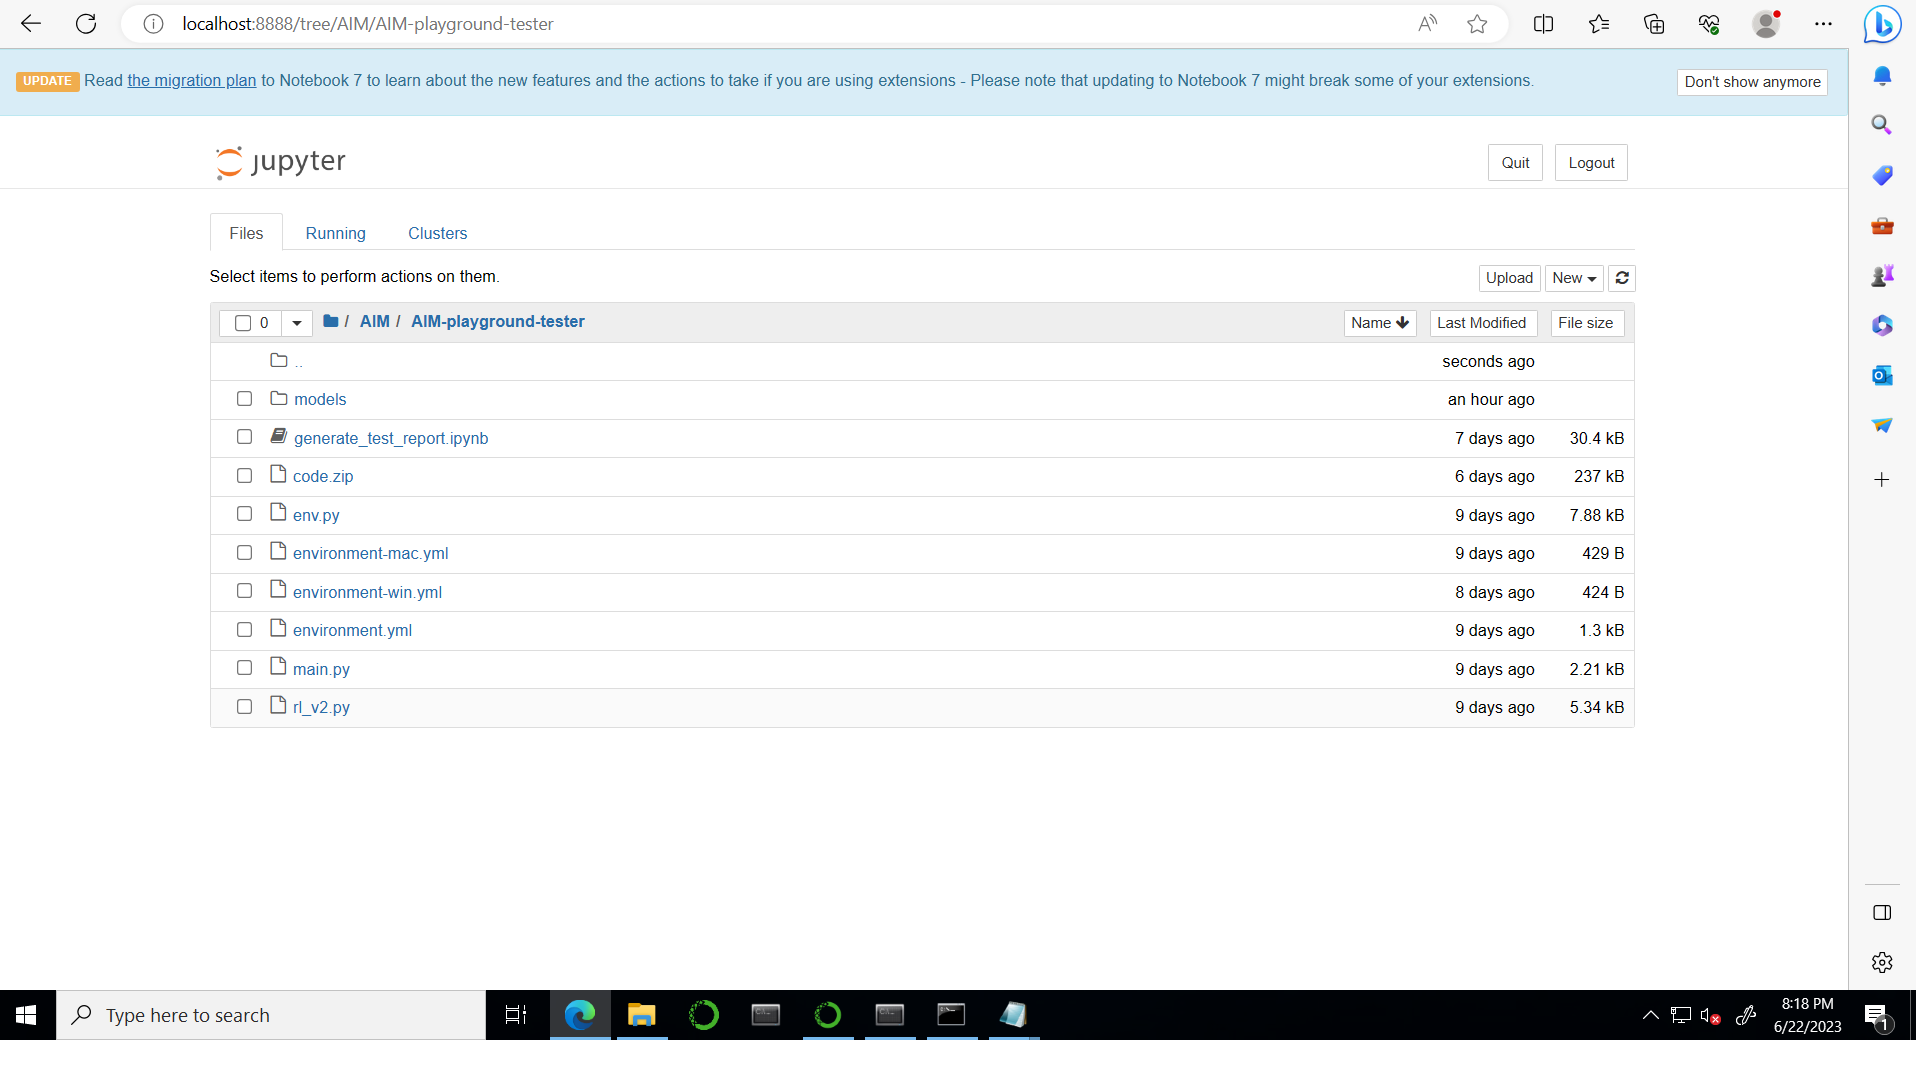 localhost:8888/tree/AIM/AIM-playground-tester
UPDATE Read the migration plan to Notebook 7 to learn about the new features and the actions to take if you are using extensions - Please note that updating to Notebook 7 might break some of your extensions.
Don't show anymore
jupyter
Quit Logout
Files Running Clusters
Select items to perform actions on them.
Upload New
0 / AIM / AIM-playground-tester Name Last Modified File size
.. seconds ago
models an hour ago
generate_test_report.ipynb 7 days ago 30.4 kB
code.zip 6 days ago 237 kB
env.py 9 days ago 7.88 kB
environment-mac.yml 9 days ago 429 B
environment-win.yml 8 days ago 424 B
environment.yml 9 days ago 1.3 kB
main.py 9 days ago 2.21 kB
rl_v2.py 9 days ago 5.34 kB
Type here to search
8:18 PM
6/22/2023
1